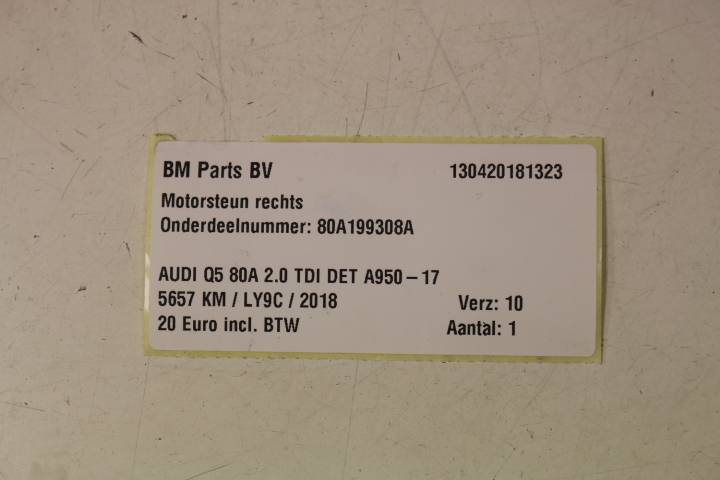 BM Parts BV 130420181323
Motorsteun rechts
Onderdeelnummer: 80A199308A
AUDI Q5 80A 2.0 TDI DET A950-17
5657 KM / LY9C / 2018 Verz: 10
20 Euro incl. BTW Aantal: 1